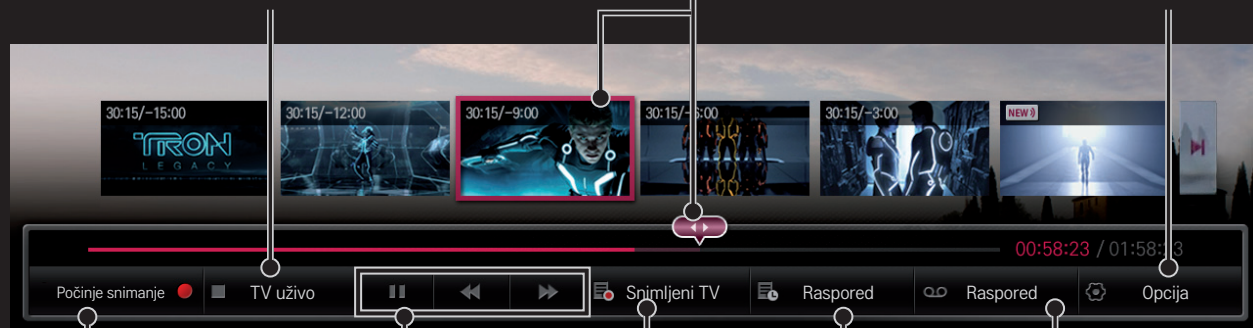 30:15/-15:00
30:15/-12:00
30:15/-9:00
30:15/-6:00
30:15/-3:00
NEW
TRON
LEGACY
00:58:23 / 01:58:23
Počinje snimanje
TV uživo
Snimljeni TV
Raspored
Raspored
Opcija